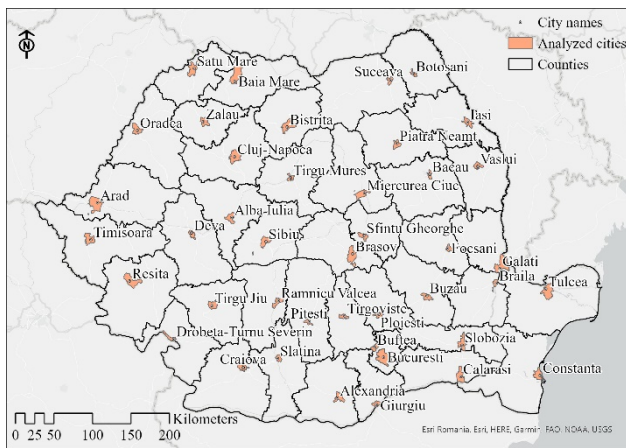 N
City names
Analyzed cities
Counties
Satu Mare
Baia Mare
Suceava
Botosani
Oradea
Zalau
Bistrita
Iasi
Piatra Neamt
Cluj-Napoca
Tirgu Mures
Bacau
Vaslui
Miercurea Ciuc
Arad
Alba-Iulia
Deva
Sibiu
Sfintu Gheorghe
Timisoara
Brasov
Focsani
Galati
Resita
Braila
Tulcea
Tirgu Jiu
Ramnicu Valcea
Buzau
Pitesti
Tirgoviste
Ploiesti
Drobeta-Turnu Severin
Buftea
Slobozia
Slatina
Bucuresti
Craiova
Calarasi
Constanta
Alexandria
Giurgiu
Kilometers
0 25 50 100 150 200
Esri Romania, Esri, HERE, Garmin, FAO, NOAA, USGS